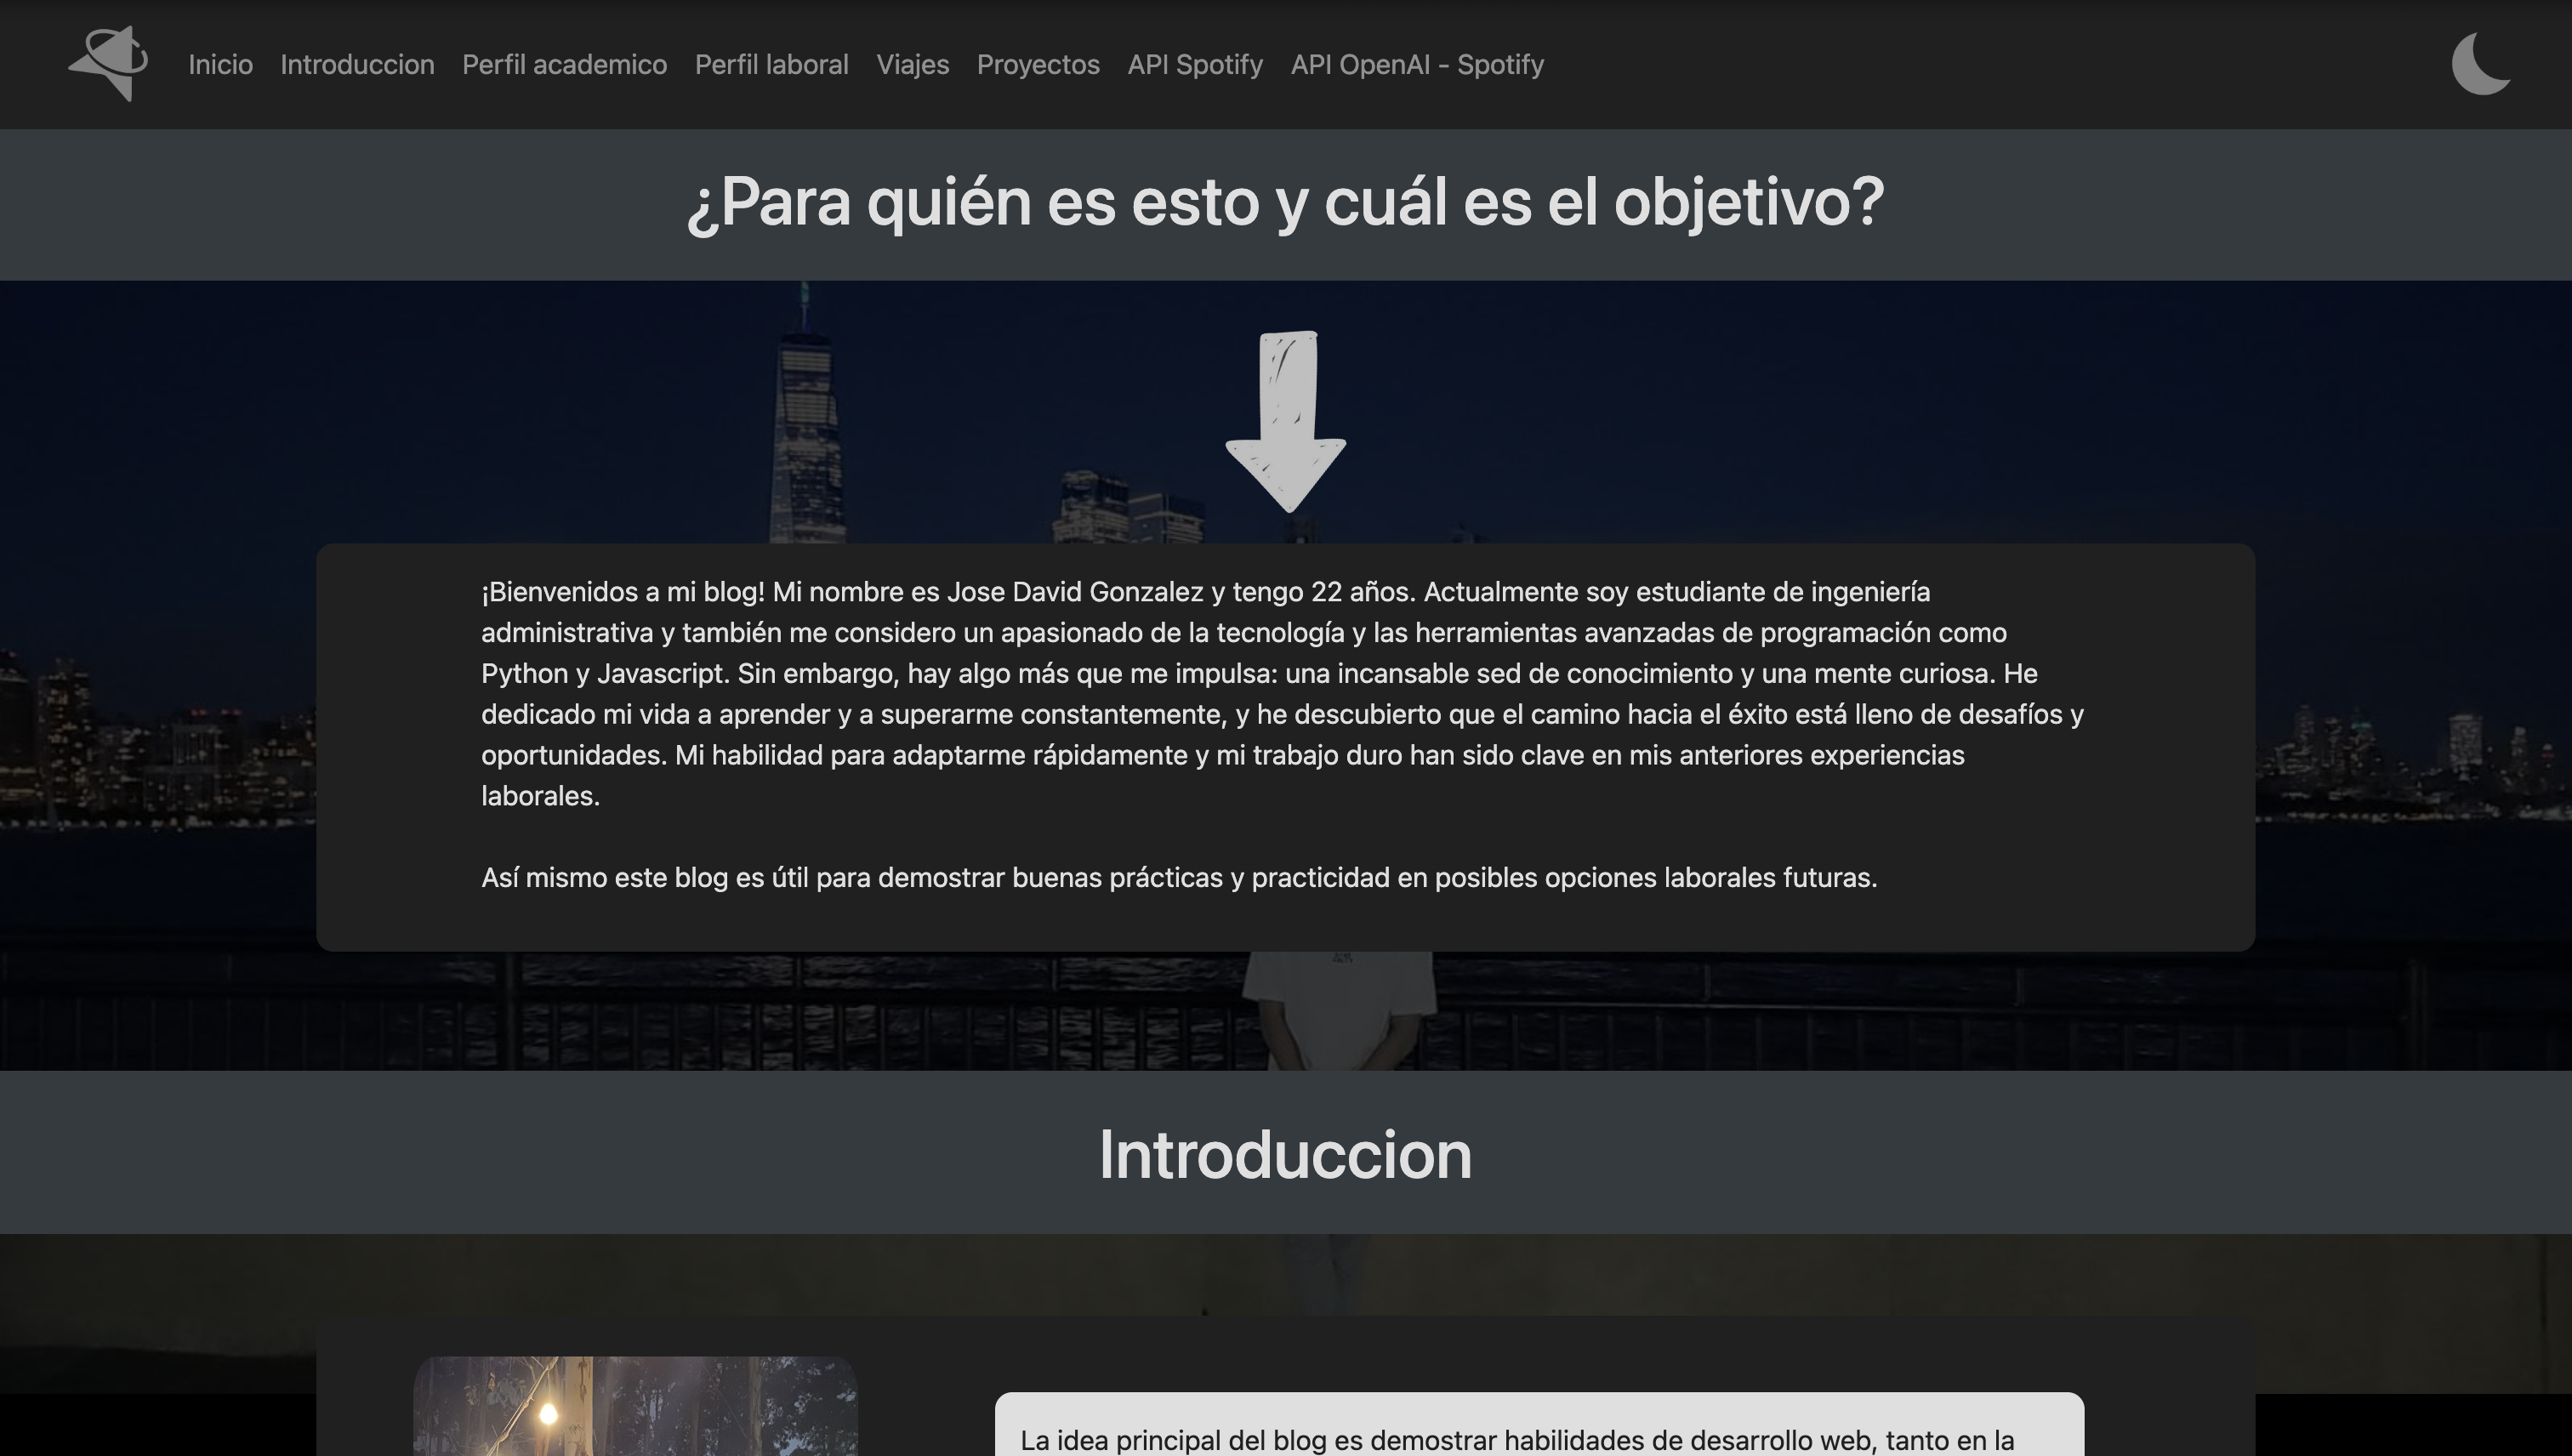 Inicio Introduccion Perfil academico Perfil laboral Viajes Proyectos API Spotify API OpenAI - Spotify
¿Para quién es esto y cuál es el objetivo?
¡Bienvenidos a mi blog! Mi nombre es Jose David Gonzalez y tengo 22 años. Actualmente soy estudiante de ingeniería
administrativa y también me considero un apasionado de la tecnología y las herramientas avanzadas de programación como
Python y Javascript. Sin embargo, hay algo más que me impulsa: una incansable sed de conocimiento y una mente curiosa. He
dedicado mi vida a aprender y a superarme constantemente, y he descubierto que el camino hacia el éxito está lleno de desafíos y
oportunidades. Mi habilidad para adaptarme rápidamente y mi trabajo duro han sido clave en mis anteriores experiencias
laborales.
Así mismo este blog es útil para demostrar buenas prácticas y practicidad en posibles opciones laborales futuras.
Introduccion
La idea principal del blog es demostrar habilidades de desarrollo web, tanto en la